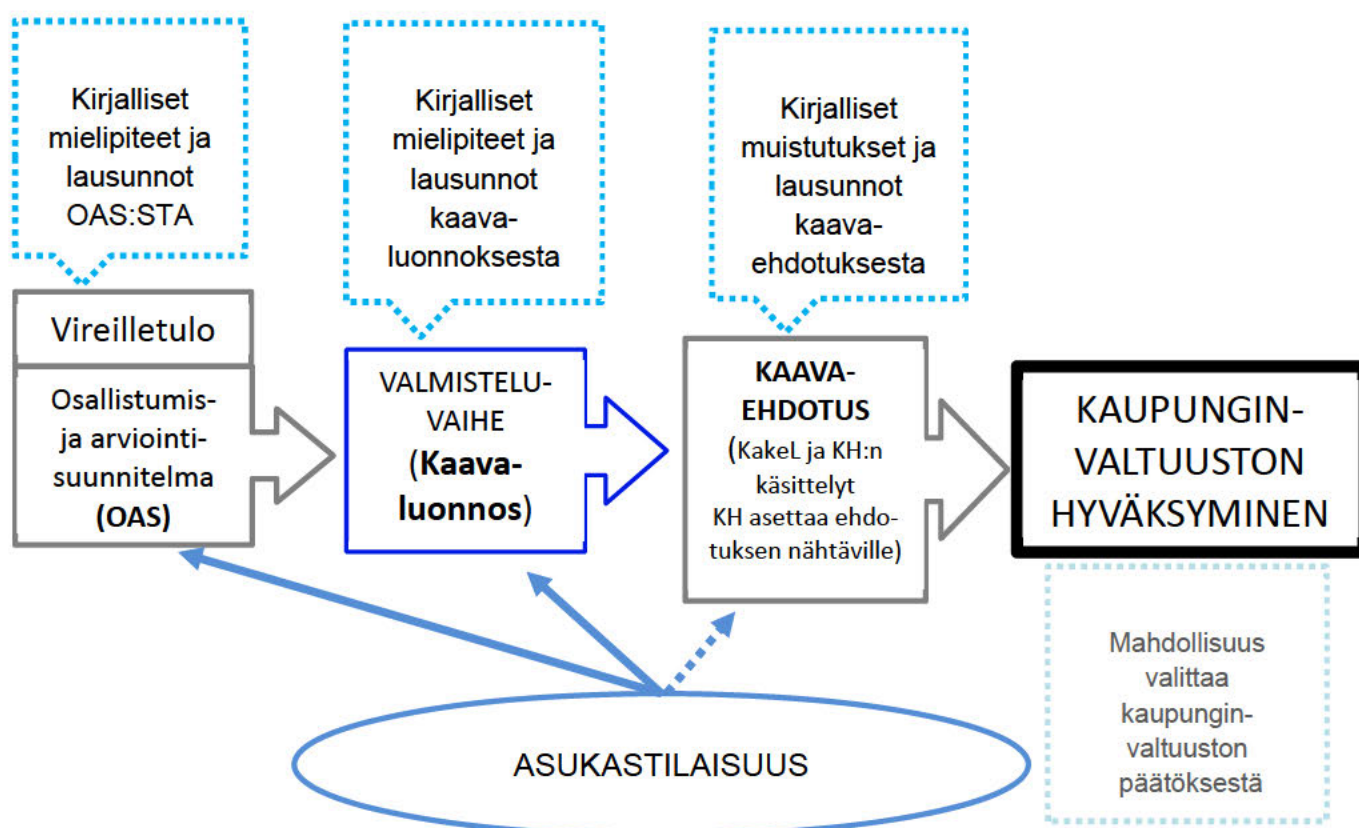 Kirjalliset
mielipiteet ja
lausunnot
OAS:STA
Kirjalliset
mielipiteet ja
lausunnot
kaava-
luonnoksesta
Kirjalliset
muistutukset ja
lausunnot
kaava-
ehdotuksesta
Vireilletulo
Osallistumis-
ja arviointi-
suunnitelma
(OAS)
VALMISTELU-
VAIHE
(Kaava-
luonnos)
KAAVA-
EHDOTUS
(KakeL ja KH:n
käsittelyt
KH asettaa ehdo-
tuksen nähtäville)
KAUPUNGIN-
VALTUUSTON
HYVÄKSYMINEN
Mahdollisuus
valittaa
kaupungin-
valtuuston
päätöksestä
ASUKASTILAISUUS